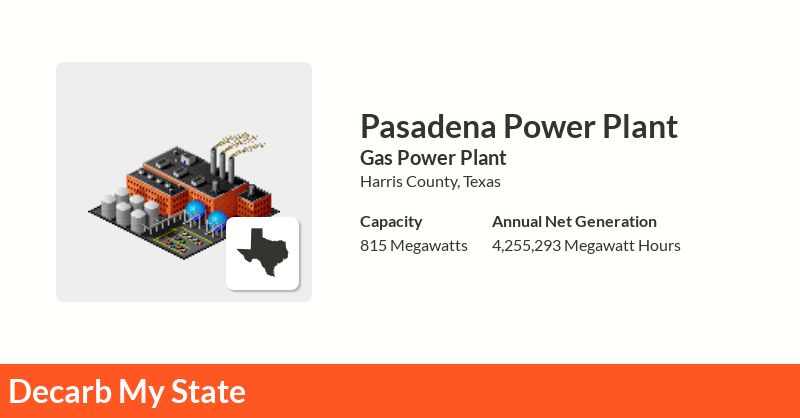 Pasadena Power Plant
Gas Power Plant
Harris County, Texas
Capacity
815 Megawatts
Annual Net Generation
4,255,293 Megawatt Hours
Decarb My State